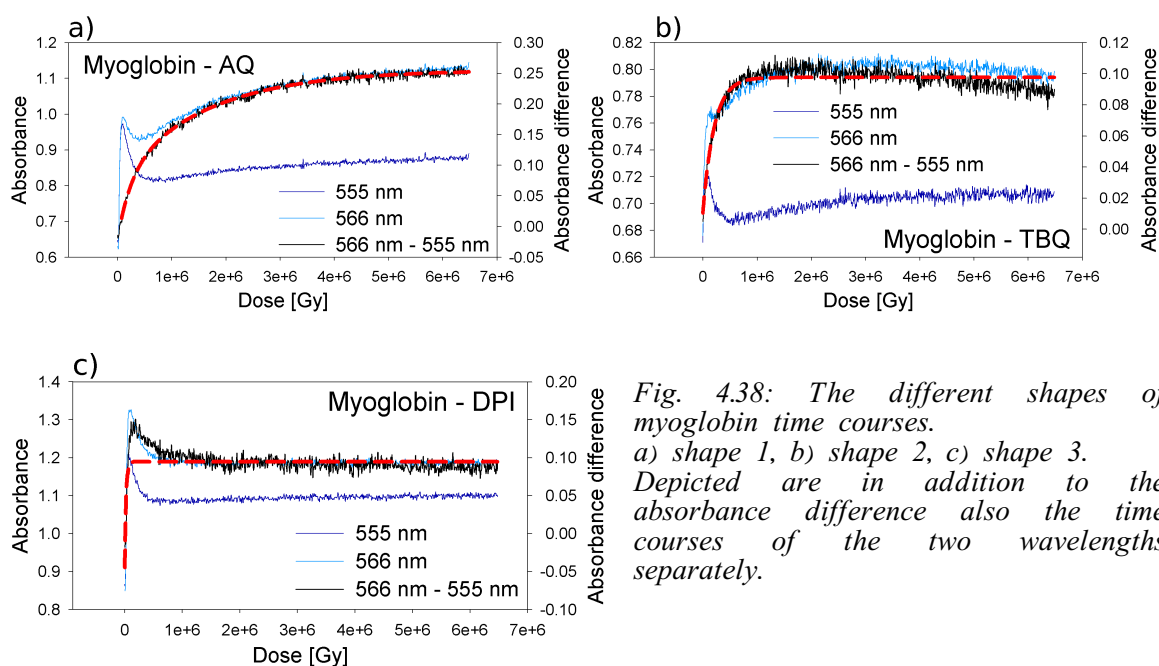 a)
Myoglobin - AQ
Absorbance
1.2
1.1
1.0
0.9
0.8
0.7
0.6
0.30
0.25
0.20
0.15
0.10
0.05
0.00
-0.05
Absorbance difference
555 nm
566 nm
566 nm - 555 nm
0 1e+6 2e+6 3e+6 4e+6 5e+6 6e+6 7e+6
Dose [Gy]
b)
Absorbance
0.82
0.80
0.78
0.76
0.74
0.72
0.70
0.68
0.66
0.12
0.10
0.08
0.06
0.04
0.02
0.00
Absorbance difference
555 nm
566 nm
566 nm - 555 nm
Myoglobin - TBQ
0 1e+6 2e+6 3e+6 4e+6 5e+6 6e+6 7e+6
Dose [Gy]
c)
Myoglobin - DPI
Absorbance
1.4
1.3
1.2
1.1
1.0
0.9
0.8
0.20
0.15
0.10
0.05
0.00
-0.05
-0.10
Absorbance difference
555 nm
566 nm
566 nm - 555 nm
0 1e+6 2e+6 3e+6 4e+6 5e+6 6e+6 7e+6
Dose [Gy]
Fig. 4.38: The different shapes of
myoglobin time courses.
a) shape 1, b) shape 2, c) shape 3.
Depicted are in addition to the
absorbance difference also the time
courses of the two wavelengths
separately.